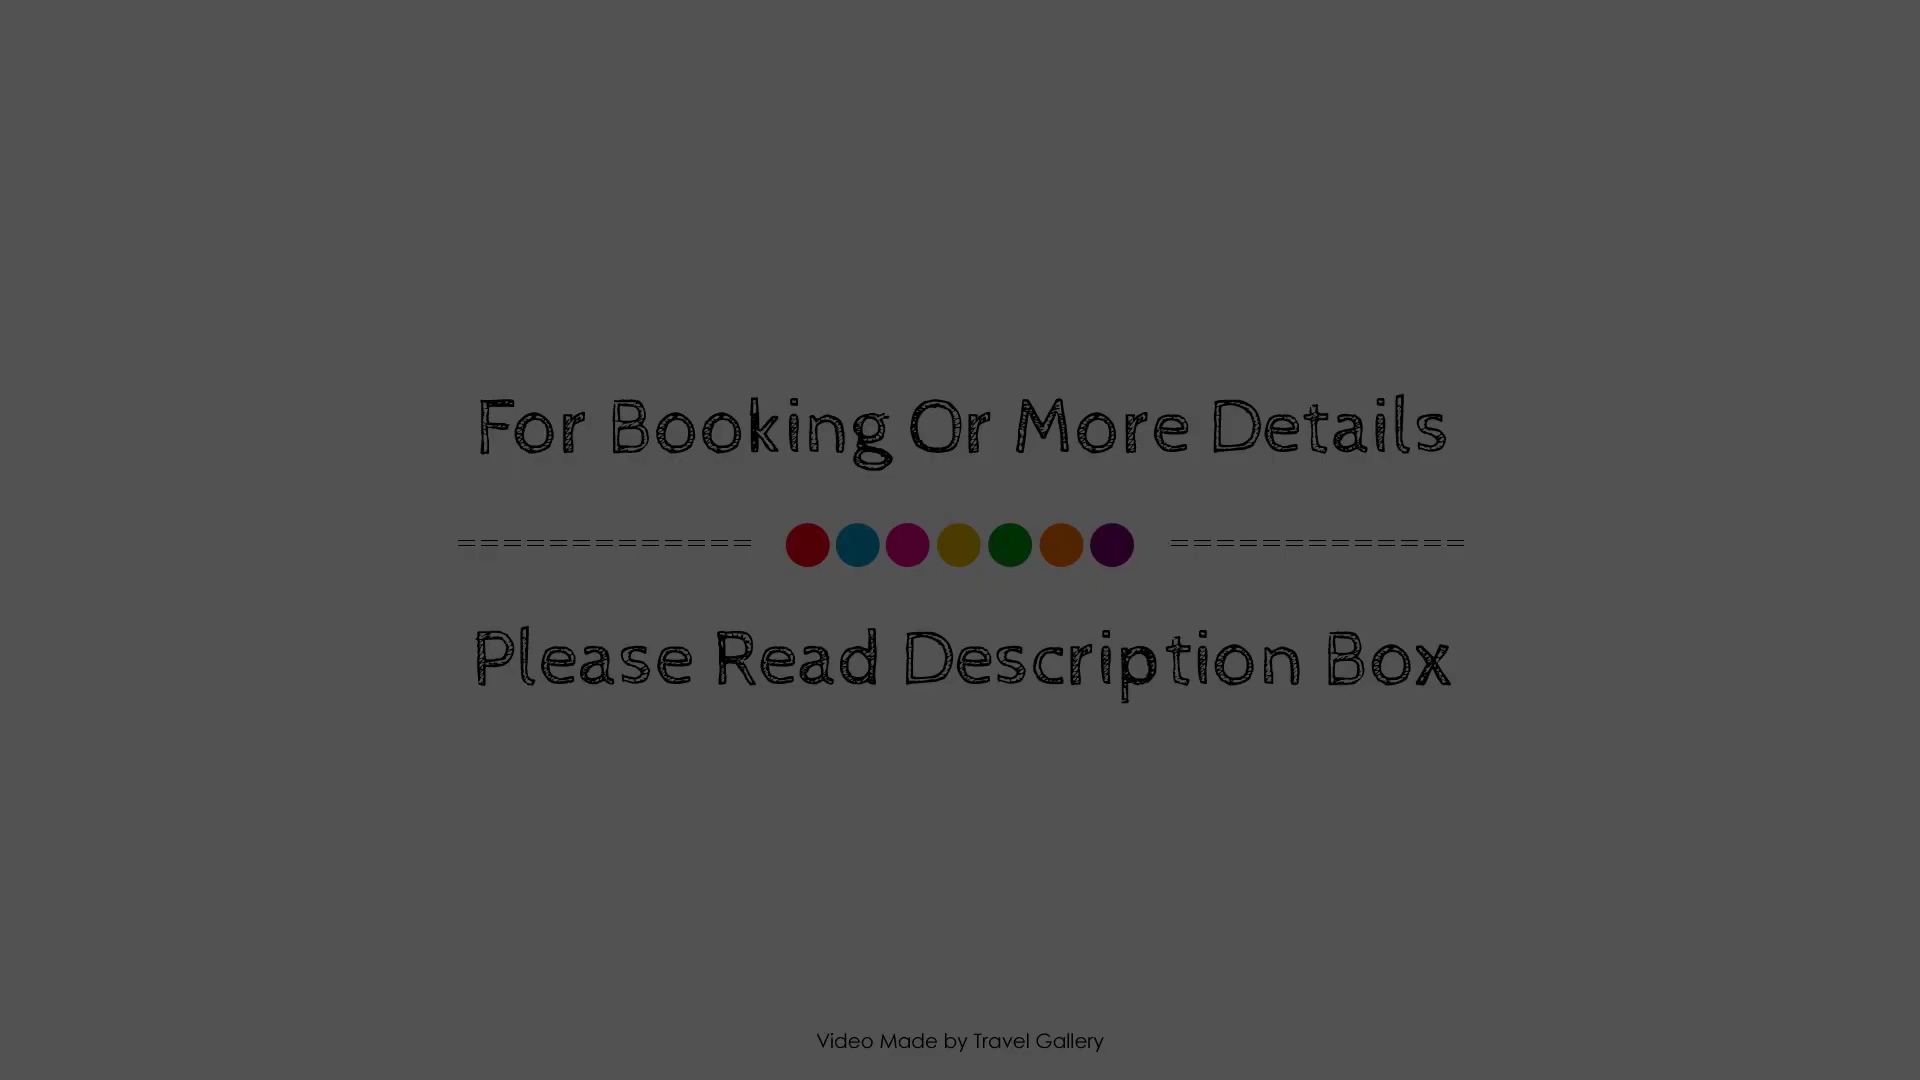 For Booking Or More Details
============= =============
Please Read Description Box
Video Made by Travel Gallery